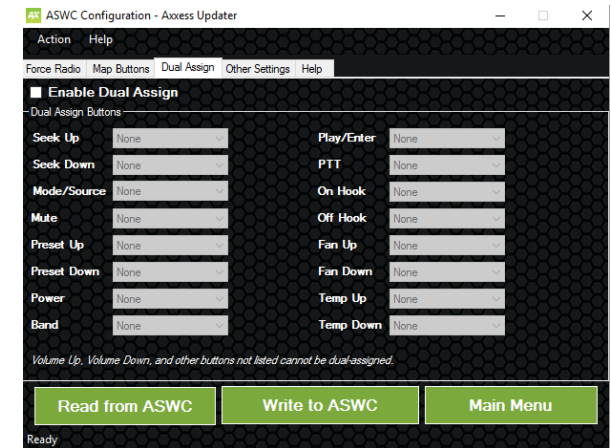 AX ASWC Configuration - Axxess Updater
Action Help
Force Radio Map Buttons Dual Assign Other Settings Help
Enable Dual Assign
Dual Assign Buttons
Seek Up None Play/Enter None
Seek Down None PTT None
Mode/Source None On Hook None
Mute None Off Hook None
Preset Up None Fan Up None
Preset Down None Fan Down None
Power None Temp Up None
Band None Temp Down None
Volume Up, Volume Down, and other buttons not listed cannot be dual-assigned.
Read from ASWC Write to ASWC Main Menu
Ready